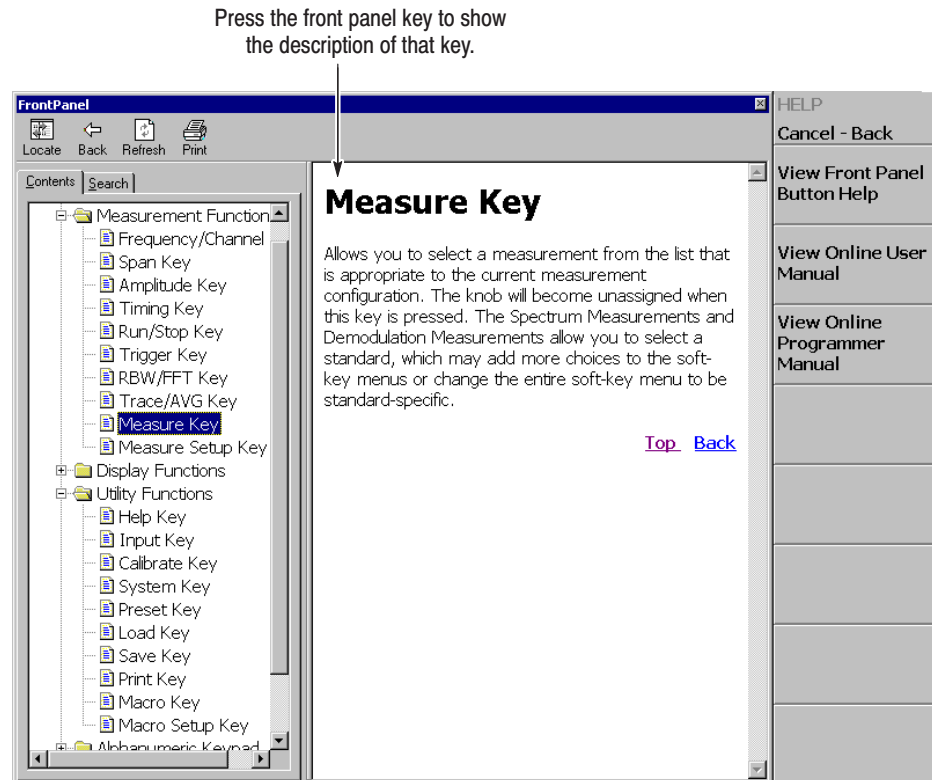 Press the front panel key to show
the description of that key.
FrontPanel
Locate Back Refresh Print
Contents Search
Measurement Function
Frequency/Channel
Span Key
Amplitude Key
Timing Key
Run/Stop Key
Trigger Key
RBW/FFT Key
Trace/AVG Key
Measure Key
Measure Setup Key
Display Functions
Utility Functions
Help Key
Input Key
Calibrate Key
System Key
Preset Key
Load Key
Save Key
Print Key
Macro Key
Macro Setup Key
Alphanumeric Keypad
Measure Key
Allows you to select a measurement from the list that
is appropriate to the current measurement
configuration. The knob will become unassigned when
this key is pressed. The Spectrum Measurements and
Demodulation Measurements allow you to select a
standard, which may add more choices to the soft-
key menus or change the entire soft-key menu to be
standard-specific.
Top Back
HELP
Cancel - Back
View Front Panel
Button Help
View Online User
Manual
View Online
Programmer
Manual